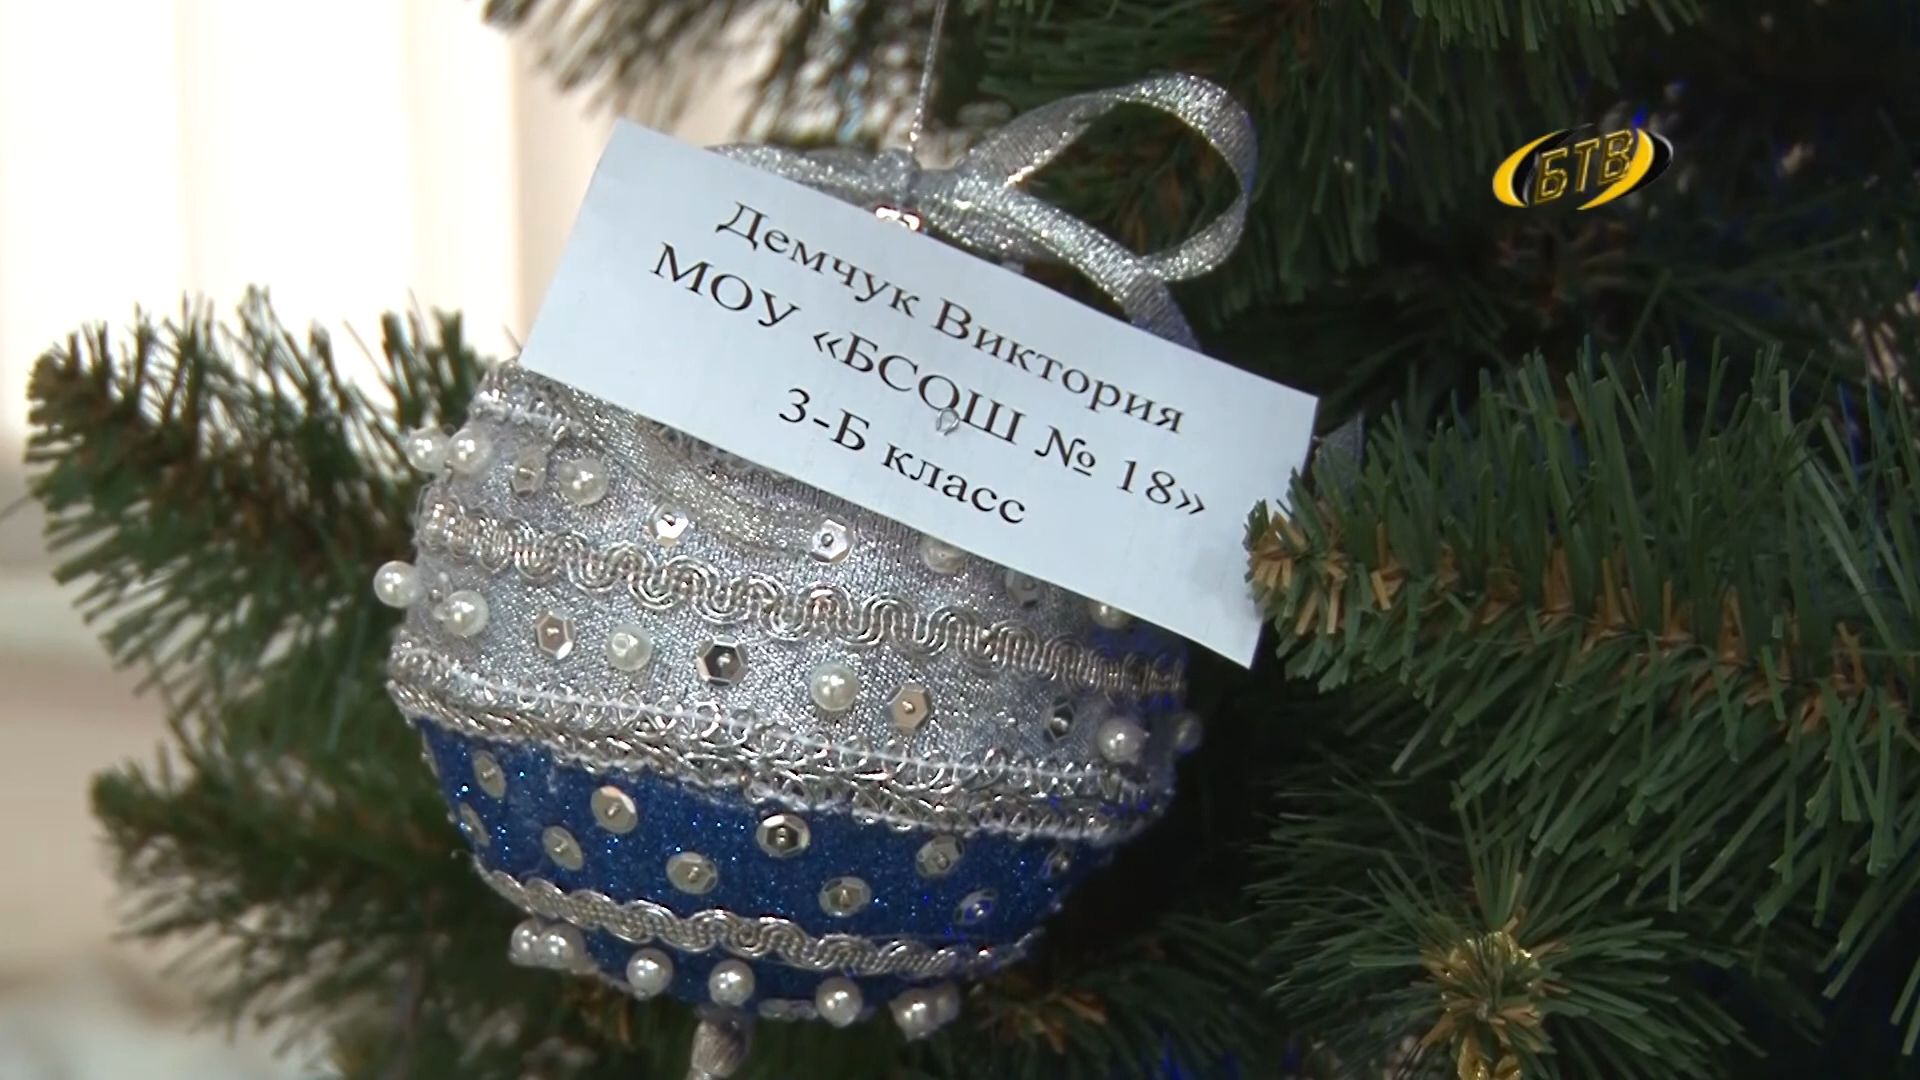 Демчук Виктория
МОУ «БСОШ № 18»
3-Б класс
БТВ